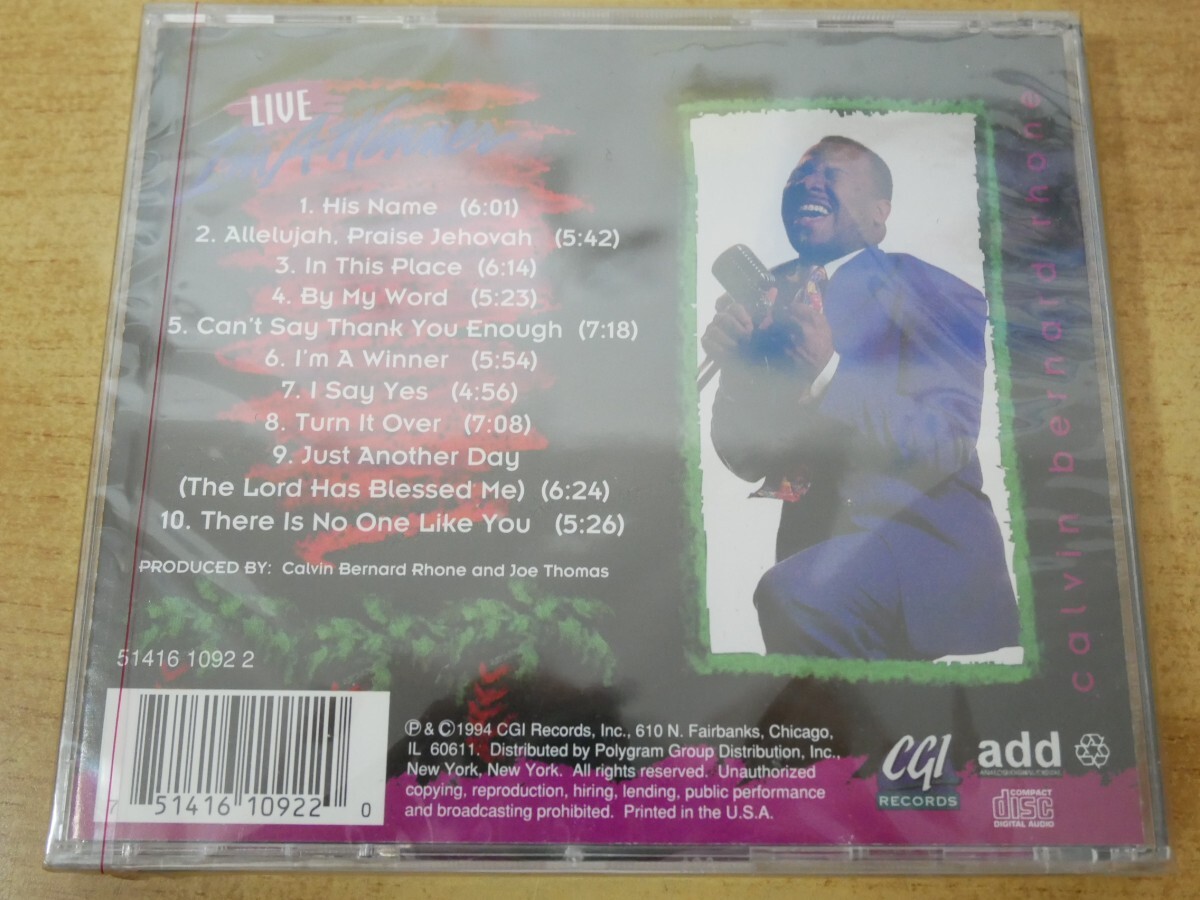 LIVE
I'm A Winner
1. His Name (6:01)
2. Allelujah, Praise Jehovah (5:42)
3. In This Place (6:14)
4. By My Word (5:23)
5. Can't Say Thank You Enough (7:18)
6. I'm A Winner (5:54)
7. I Say Yes (4:56)
8. Turn It Over (7:08)
9. Just Another Day
(The Lord Has Blessed Me) (6:24)
10. There Is No One Like You (5:26)
PRODUCED BY: Calvin Bernard Rhone and Joe Thomas
51416 1092 2
7 51416 10922 0
℗ & © 1994 CGI Records, Inc., 610 N. Fairbanks, Chicago,
IL 60611. Distributed by Polygram Group Distribution, Inc.,
New York, New York. All rights reserved. Unauthorized
copying, reproduction, hiring, lending, public performance
and broadcasting prohibited. Printed in the U.S.A.
CGI
RECORDS
add
COMPACT
disc
DIGITAL AUDIO
calvin bernard rhone